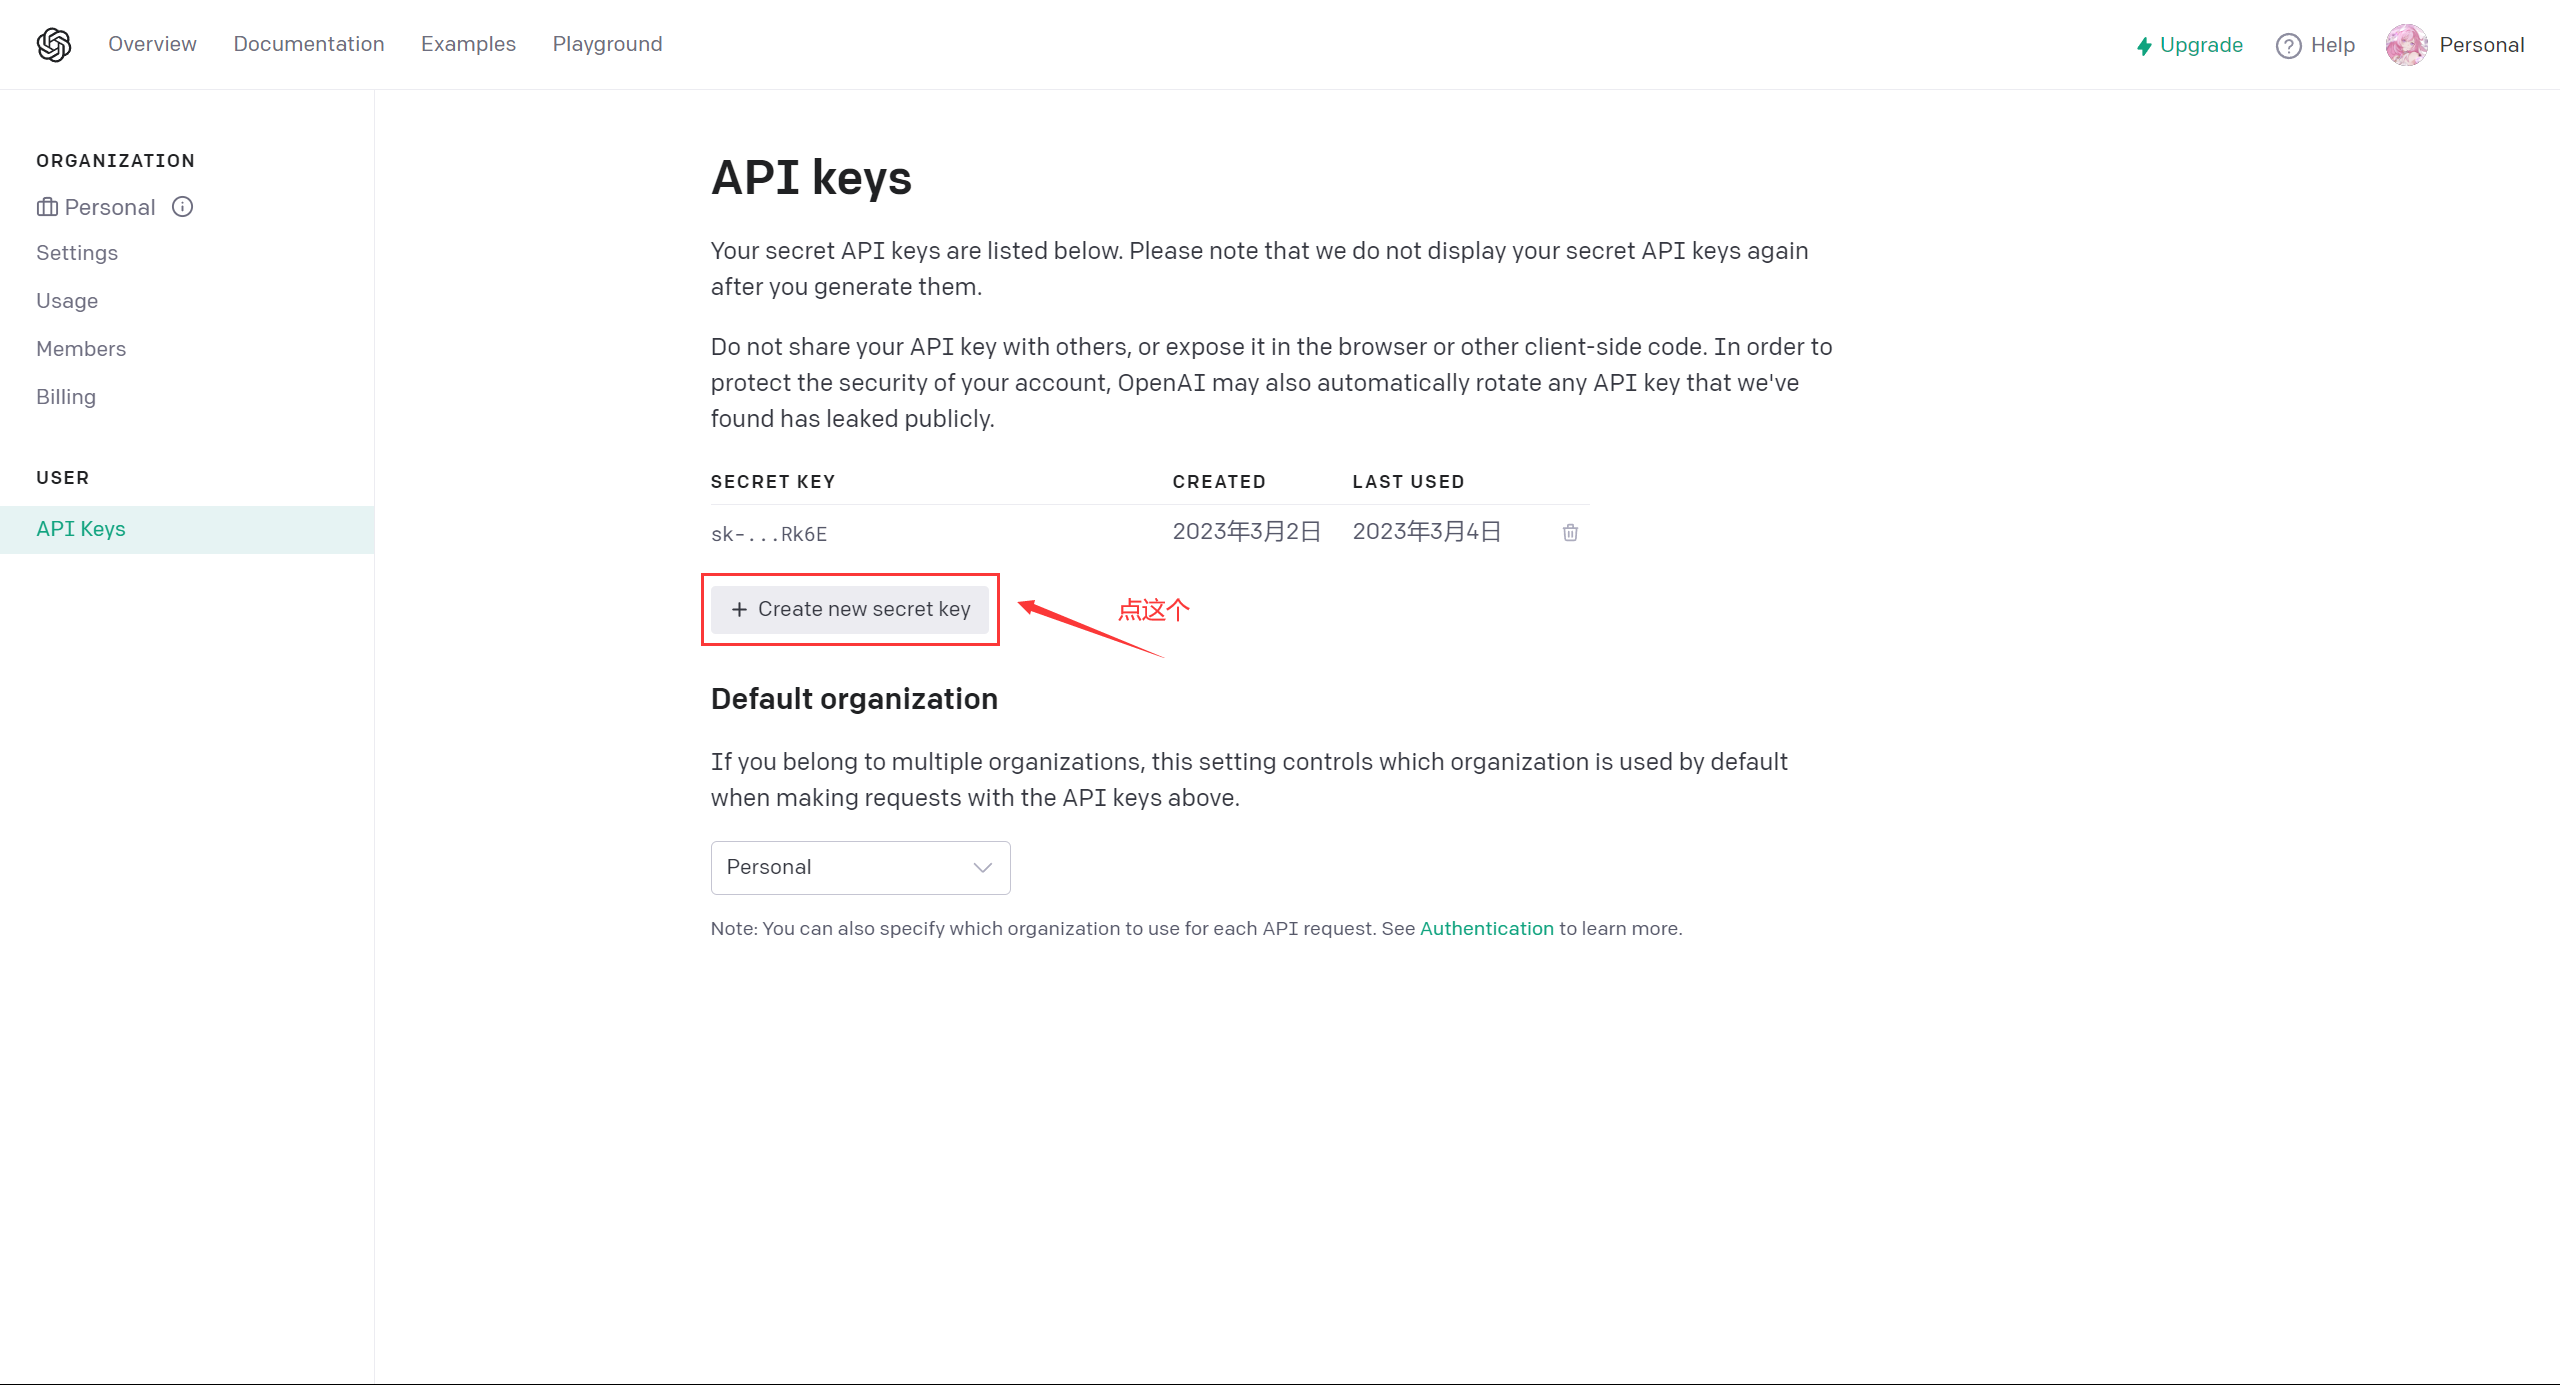 Overview Documentation Examples Playground Upgrade Help Personal
ORGANIZATION
Personal
Settings
Usage
Members
Billing
USER
API Keys
API keys
Your secret API keys are listed below. Please note that we do not display your secret API keys again
after you generate them.
Do not share your API key with others, or expose it in the browser or other client-side code. In order to
protect the security of your account, OpenAI may also automatically rotate any API key that we've
found has leaked publicly.
SECRET KEY CREATED LAST USED
sk-...Rk6E 2023年3月2日 2023年3月4日
+ Create new secret key 点这个
Default organization
If you belong to multiple organizations, this setting controls which organization is used by default
when making requests with the API keys above.
Personal
Note: You can also specify which organization to use for each API request. See Authentication to learn more.